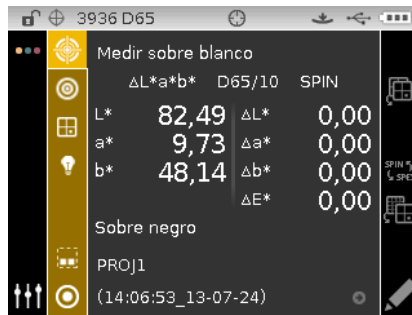 3936 D65
Medir sobre blanco
ΔL*a*b* D65/10 SPIN
L* 82,49 ΔL* 0,00
a* 9,73 Δa* 0,00
b* 48,14 Δb* 0,00
ΔE* 0,00
SPIN
SPE
Sobre negro
PROJ1
(14:06:53_13-07-24)